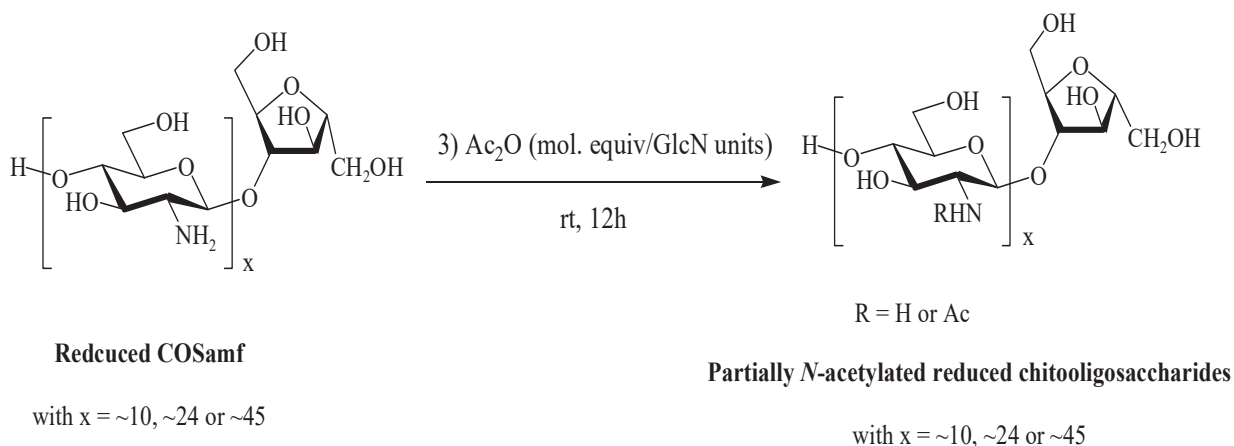 OH
OH
OH
O
HO
CH₂OH
H
O
O
HO
NH₂
O
x
3) Ac₂O (mol. equiv/GlcN units)
rt, 12h
OH
OH
O
HO
CH₂OH
H
O
O
HO
RHN
O
x
R = H or Ac
Redcuced COSamf
Partially N-acetylated reduced chitooligosaccharides
with x = ~10, ~24 or ~45
with x = ~10, ~24 or ~45